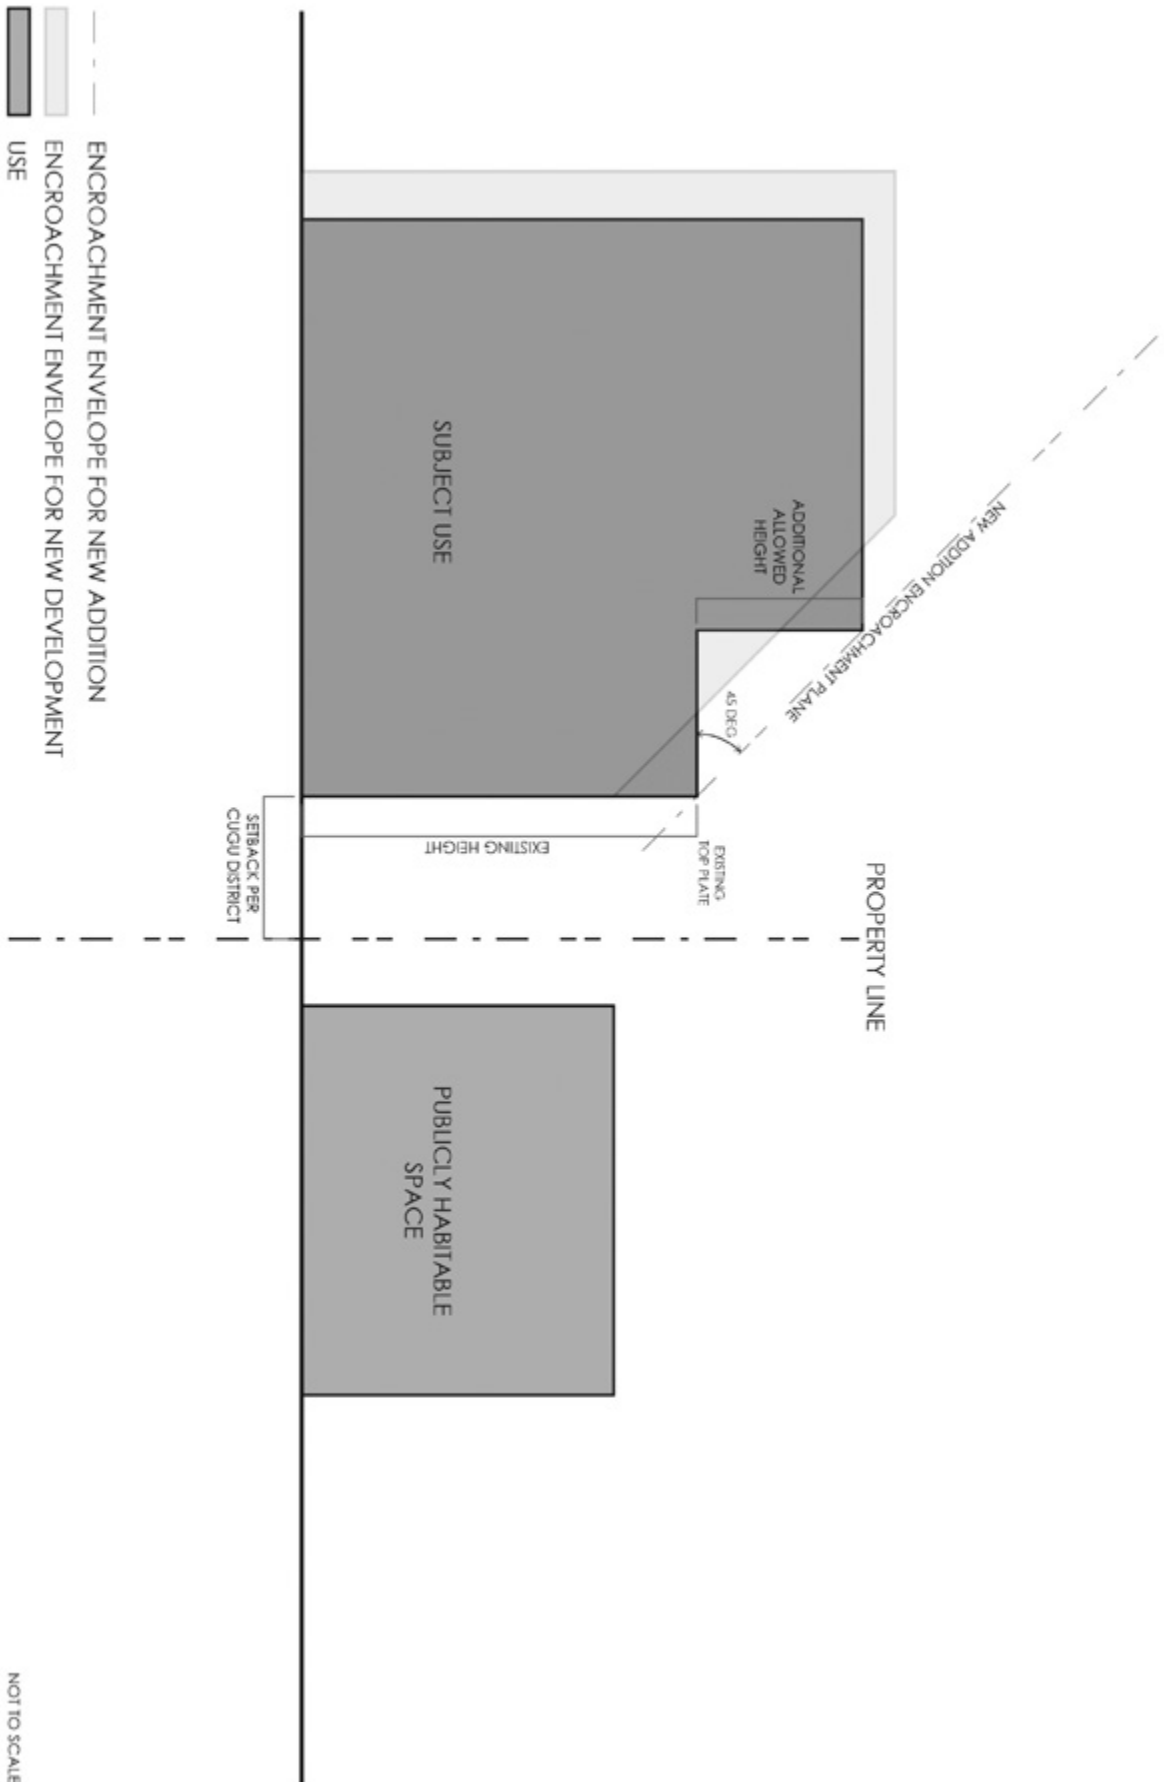 NEW ADDTION ENCROACHMENT PLANE
PROPERTY LINE
ADDITIONAL
ALLOWED
HEIGHT
45 DEG
EXISTING
TOP PLATE
EXISTING HEIGHT
SUBJECT USE
PUBLICLY HABITABLE
SPACE
SETBACK PER
CUGU DISTRICT
ENCROACHMENT ENVELOPE FOR NEW ADDITION
ENCROACHMENT ENVELOPE FOR NEW DEVELOPMENT
USE
NOT TO SCALE